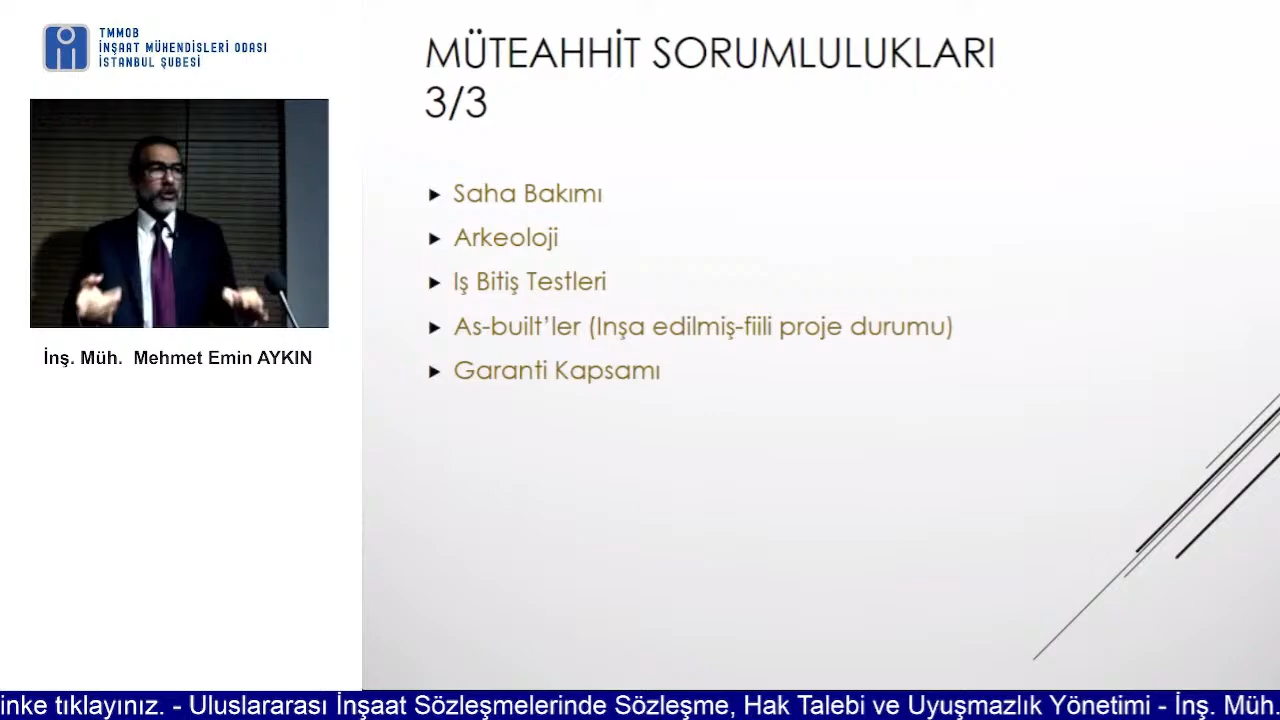 TMMOB
İNŞAAT MÜHENDİSLERİ ODASI
İSTANBUL ŞUBESİ
İnş. Müh. Mehmet Emin AYKIN
MÜTEAHHİT SORUMLULUKLARI
3/3
Saha Bakımı
Arkeoloji
Iş Bitiş Testleri
As-built’ler (Inşa edilmiş-fiili proje durumu)
Garanti Kapsamı
inke tıklayınız. - Uluslararası İnşaat Sözleşmelerinde Sözleşme, Hak Talebi ve Uyuşmazlık Yönetimi - İnş. Müh.